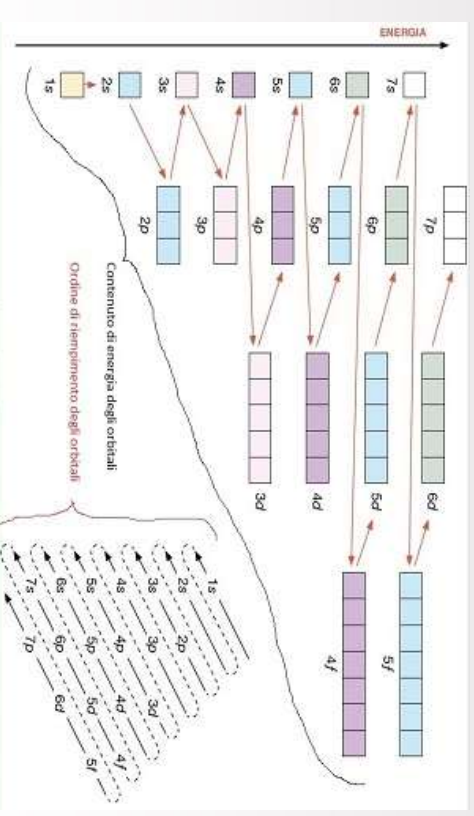 ENERGIA
1s
2s
3s
4s
5s
6s
7s
2p
3p
4p
5p
6p
7p
3d
4d
5d
6d
4f
5f
Contenuto di energia degli orbitali
Ordine di riempimento degli orbitali
1s
2s 2p
3s 3p 3d
4s 4p 4d 4f
5s 5p 5d 5f
6s 6p 6d
7s 7p